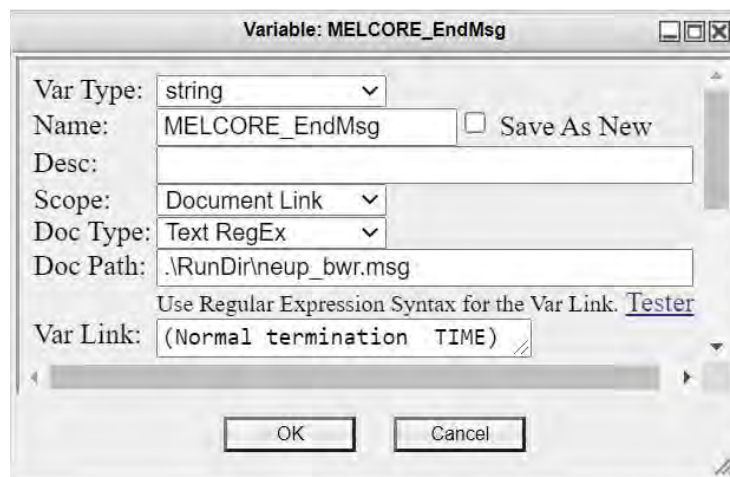 Variable: MELCORE_EndMsg
Var Type: string
Name: MELCORE_EndMsg Save As New
Desc:
Scope: Document Link
Doc Type: Text RegEx
Doc Path: .\RunDir\neup_bwr.msg
Use Regular Expression Syntax for the Var Link. Tester
Var Link: (Normal termination  TIME)
OK Cancel